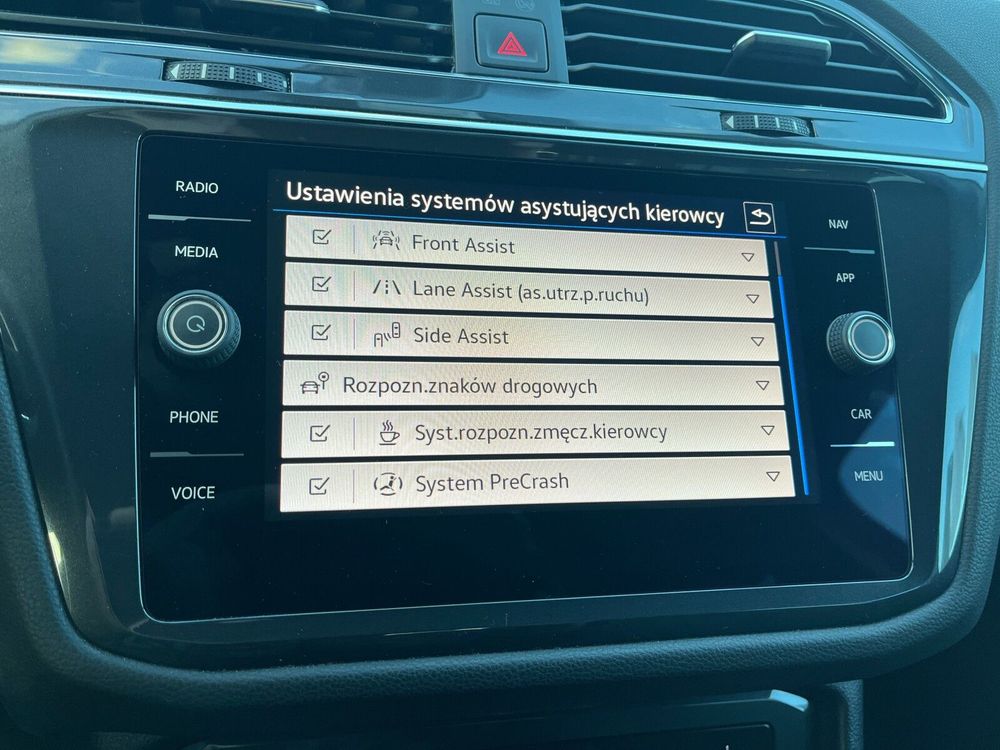 RADIO
MEDIA
PHONE
VOICE
Ustawienia systemów asystujących kierowcy
Front Assist
Lane Assist (as.utrz.p.ruchu)
Side Assist
Rozpozn.znaków drogowych
Syst.rozpozn.zmęcz.kierowcy
System PreCrash
NAV
APP
CAR
MENU